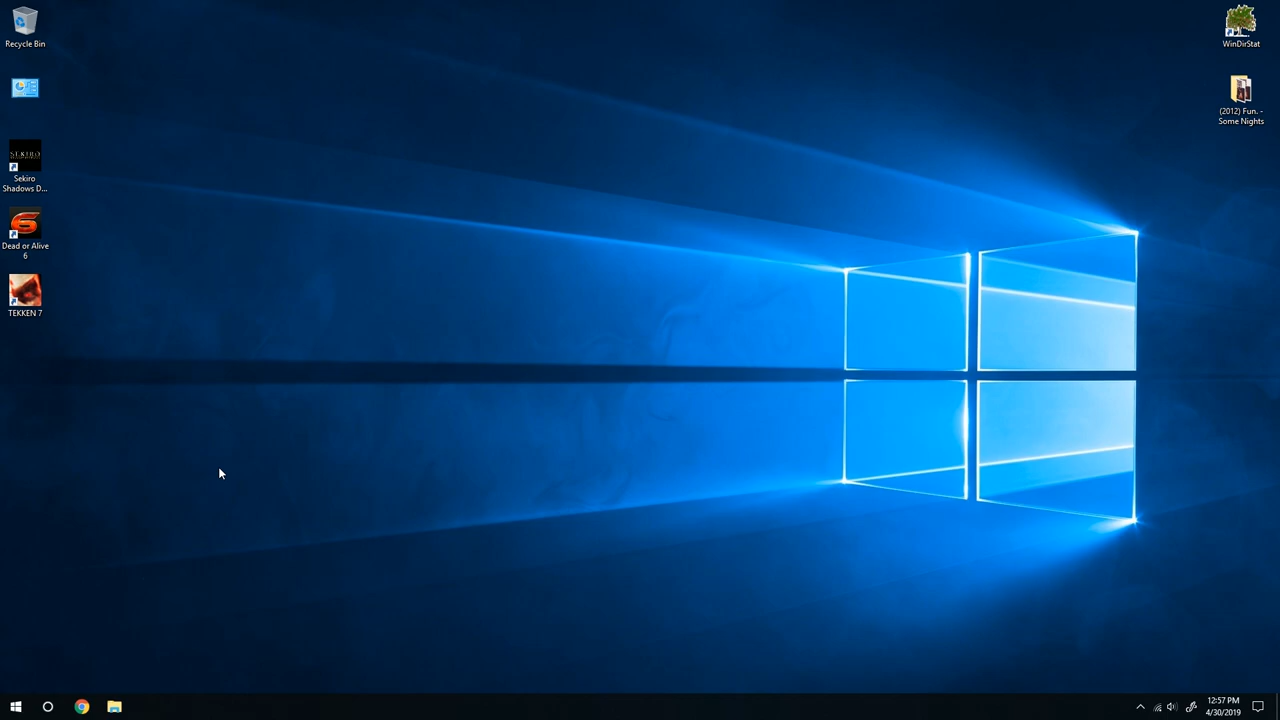 Recycle Bin
SEKIRO
Sekiro
Shadows D...
Dead or Alive
6
TEKKEN 7
WinDirStat
(2012) Fun. -
Some Nights
12:57 PM
4/30/2019